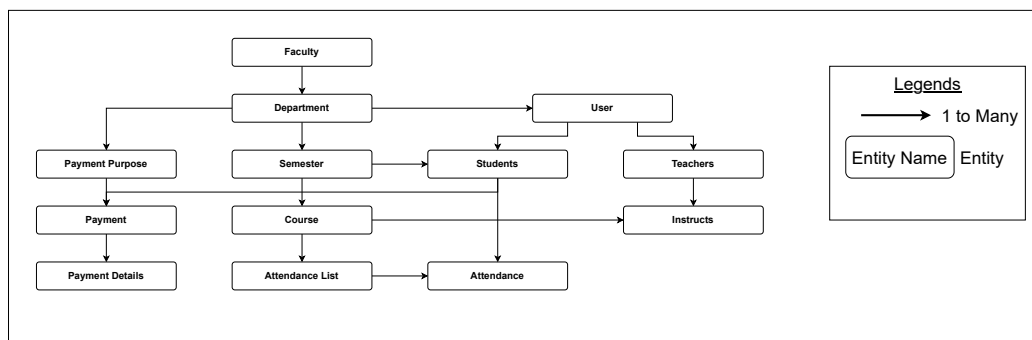 Faculty
Department
User
Payment Purpose
Semester
Students
Teachers
Payment
Course
Instructs
Payment Details
Attendance List
Attendance
Legends
1 to Many
Entity Name
Entity